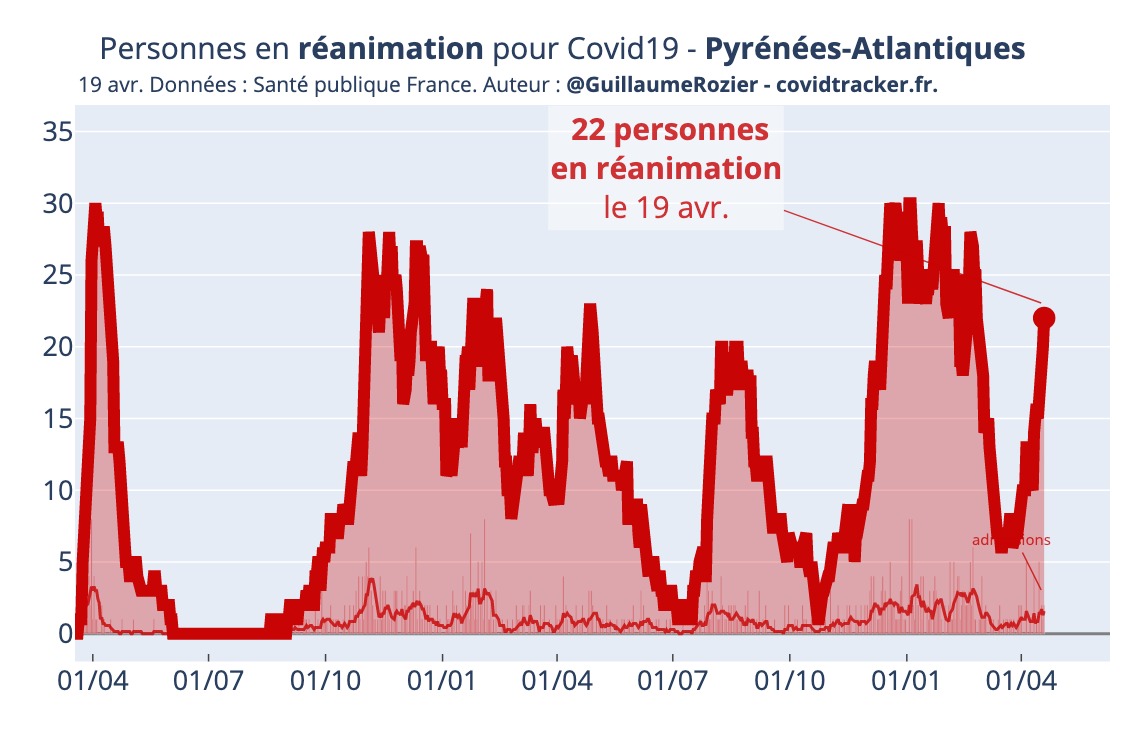 Personnes en réanimation pour Covid19 - Pyrénées-Atlantiques
19 avr. Données : Santé publique France. Auteur : @GuillaumeRozier - covidtracker.fr.
22 personnes
en réanimation
le 19 avr.
35
30
25
20
15
10
5
0
admissions
01/04 01/07 01/10 01/01 01/04 01/07 01/10 01/01 01/04